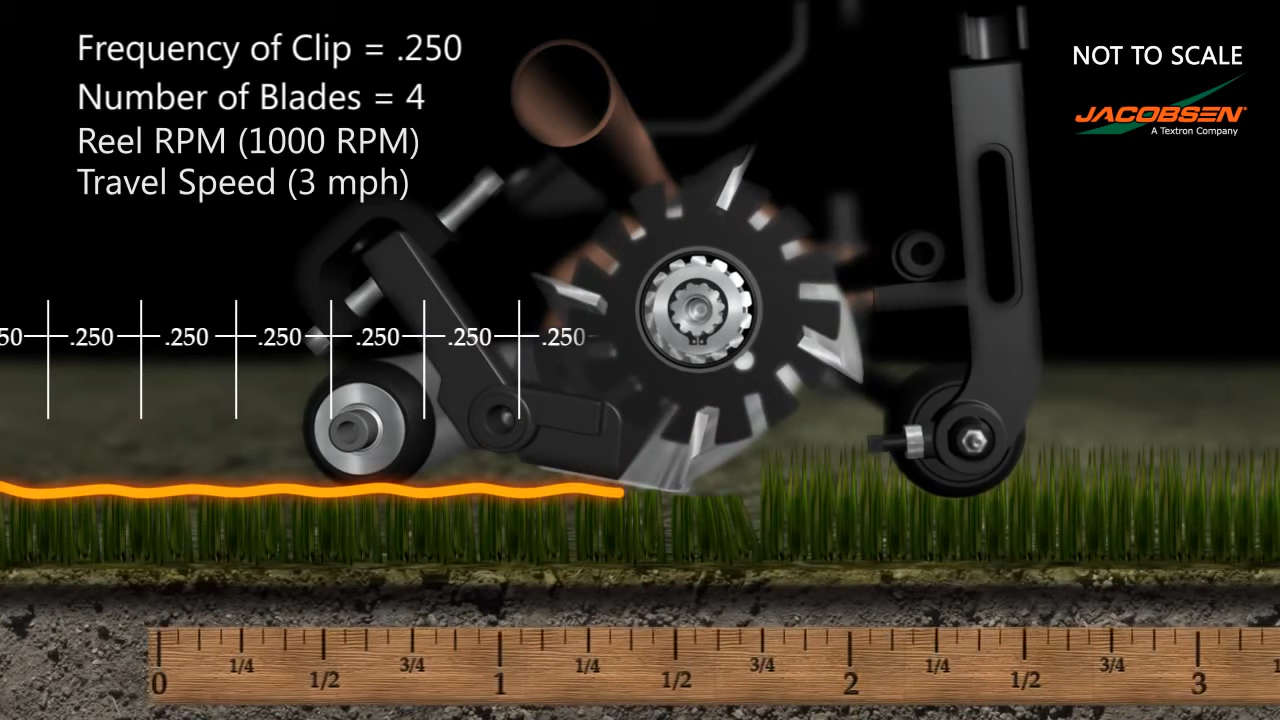 Frequency of Clip = .250
Number of Blades = 4
Reel RPM (1000 RPM)
Travel Speed (3 mph)
NOT TO SCALE
JACOBSEN
A Textron Company
50 .250 .250 .250 .250 .250 .250
1/4 3/4 1/4 3/4 1/4 3/4
0 1/2 1 1/2 2 1/2 3